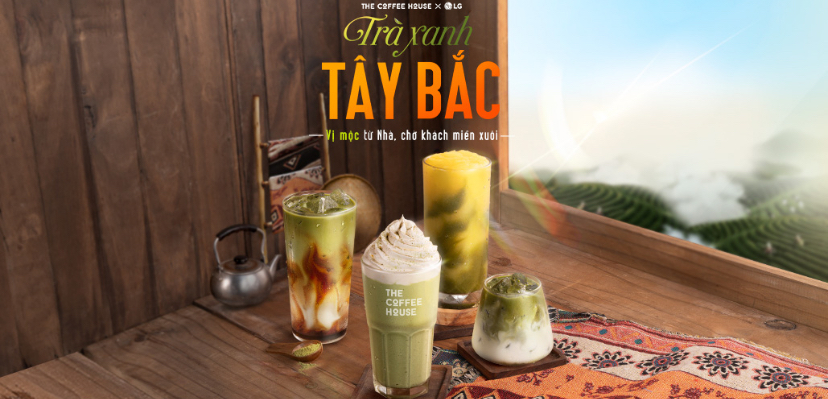 THE COFFEE HOUSE × LG
Trà xanh
TÂY BẮC
Vị mộc từ Nhà, chờ khách miền xuôi
THE
COFFEE
HOUSE